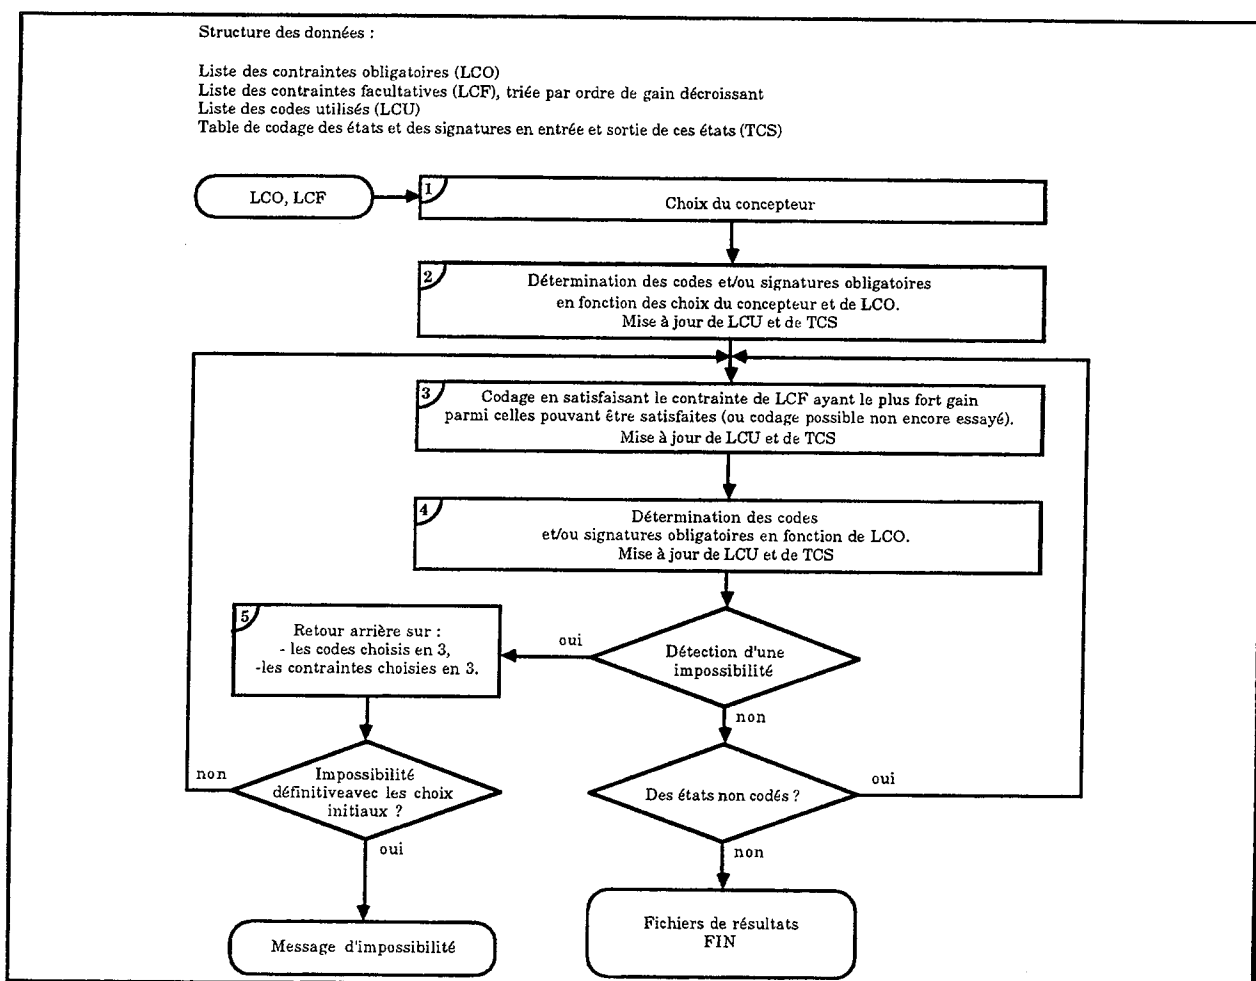 Structure des données :
Liste des contraintes obligatoires (LCO)
Liste des contraintes facultatives (LCF), triée par ordre de gain décroissant
Liste des codes utilisés (LCU)
Table de codage des états et des signatures en entrée et sortie de ces états (TCS)
LCO, LCF
1
Choix du concepteur
2
Détermination des codes et/ou signatures obligatoires
en fonction des choix du concepteur et de LCO.
Mise à jour de LCU et de TCS
3
Codage en satisfaisant le contrainte de LCF ayant le plus fort gain
parmi celles pouvant être satisfaites (ou codage possible non encore essayé).
Mise à jour de LCU et de TCS
4
Détermination des codes
et/ou signatures obligatoires en fonction de LCO.
Mise à jour de LCU et de TCS
5
Retour arrière sur :
- les codes choisis en 3,
-les contraintes choisies en 3.
oui
Détection d'une
impossibilité
non
non
Impossibilité
définitiveavec les choix
initiaux ?
oui
Des états non codés ?
oui
non
Message d'impossibilité
Fichiers de résultats
FIN